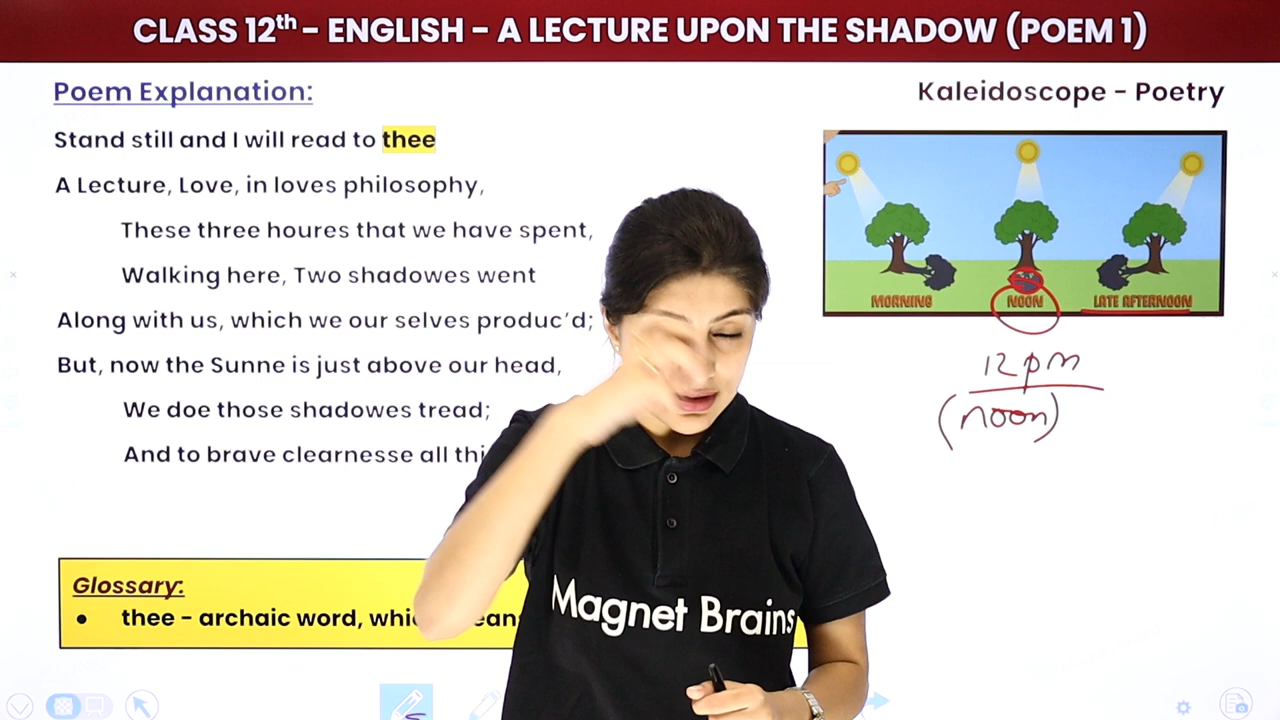 CLASS 12th – ENGLISH – A LECTURE UPON THE SHADOW (POEM 1)
Poem Explanation:
Kaleidoscope - Poetry
Stand still and I will read to thee
A Lecture, Love, in loves philosophy,
These three houres that we have spent,
Walking here, Two shadowes went
Along with us, which we our selves produc'd;
But, now the Sunne is just above our head,
We doe those shadowes tread;
And to brave clearnesse all
MORNING
NOON
LATE AFTERNOON
12 pm
(noon)
Glossary:
• thee - archaic word,
Magnet Brains